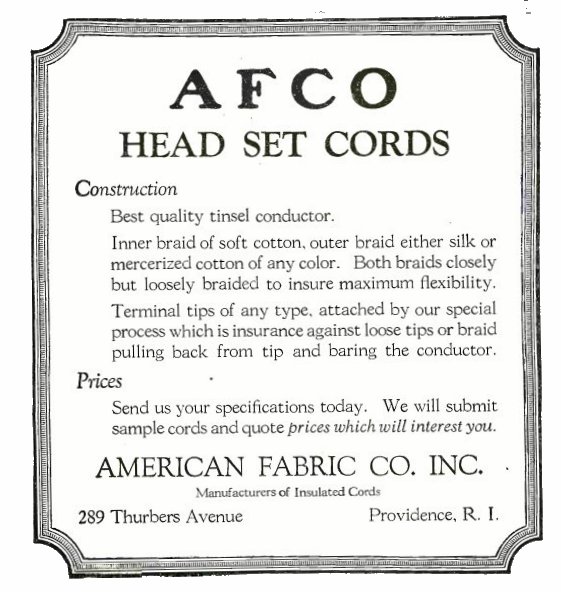 AFCO
HEAD SET CORDS
Construction
Best quality tinsel conductor.
Inner braid of soft cotton, outer braid either silk or
mercerized cotton of any color. Both braids closely
but loosely braided to insure maximum flexibility.
Terminal tips of any type, attached by our special
process which is insurance against loose tips or braid
pulling back from tip and baring the conductor.
Prices
Send us your specifications today. We will submit
sample cords and quote prices which will interest you.
AMERICAN FABRIC CO. INC.
Manufacturers of Insulated Cords
289 Thurbers Avenue Providence, R. I.